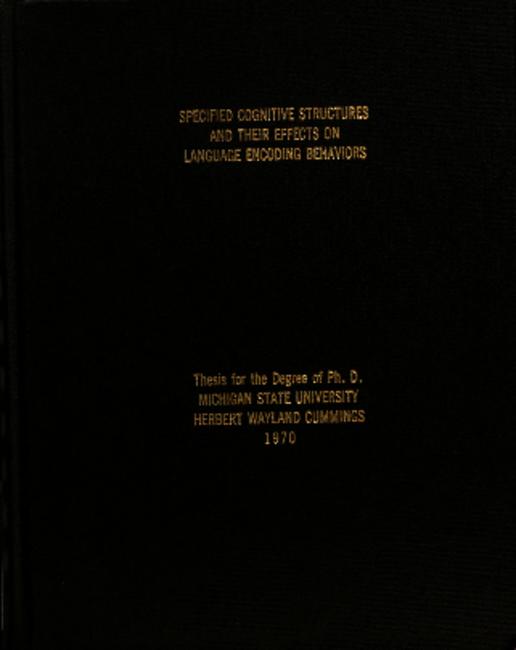 SPECIFIED COGNITIVE STRUCTURES
AND THEIR EFFECTS ON
LANGUAGE ENCODING BEHAVIORS
Thesis for the Degree of Ph. D.
MICHIGAN STATE UNIVERSITY
HERBERT WAYLAND CUMMINGS
1970